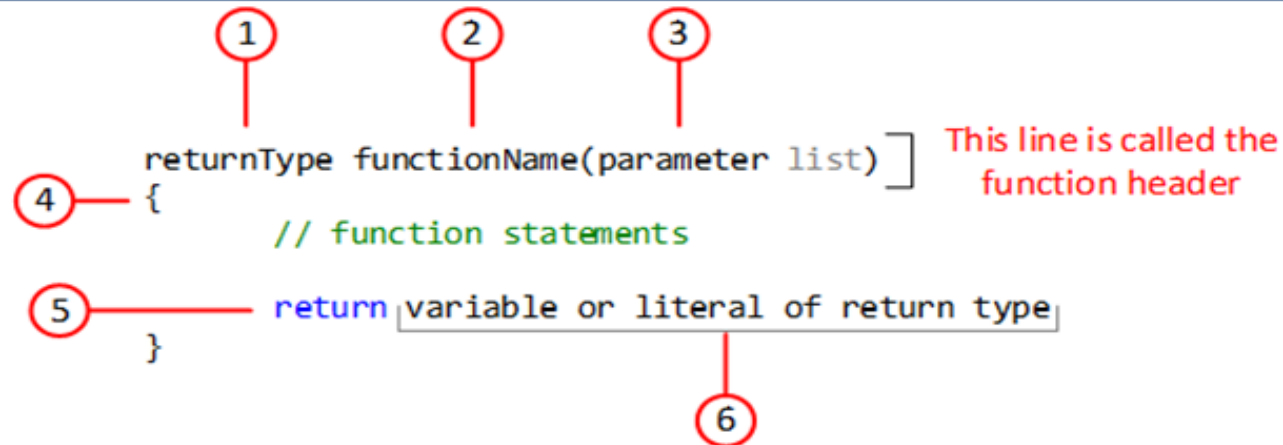 1 2 3
returnType functionName(parameter list)
This line is called the
function header
4 {
// function statements
5 return variable or literal of return type
}
6